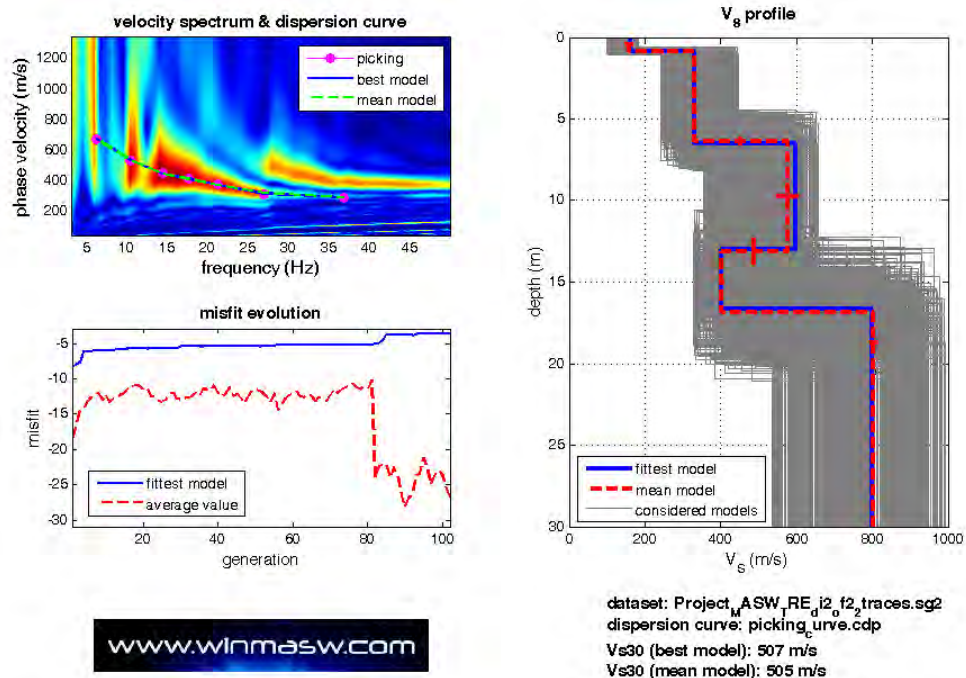 velocity spectrum & dispersion curve
1200
1000
800
600
400
200
phase velocity (m/s)
picking
best model
mean model
5 10 15 20 25 30 35 40 45
frequency (Hz)
misfit evolution
-5
-10
-15
-20
-25
-30
misfit
fittest model
average value
20 40 60 80 100
generation
www.winmasw.com
VS profile
0
5
10
15
20
25
30
depth (m)
fittest model
mean model
considered models
0 200 400 600 800 1000
VS (m/s)
dataset: Project_MASW_TRE_di2_of2_2traces.sg2
dispersion curve: picking_curve.cdp
Vs30 (best model): 507 m/s
Vs30 (mean model): 505 m/s